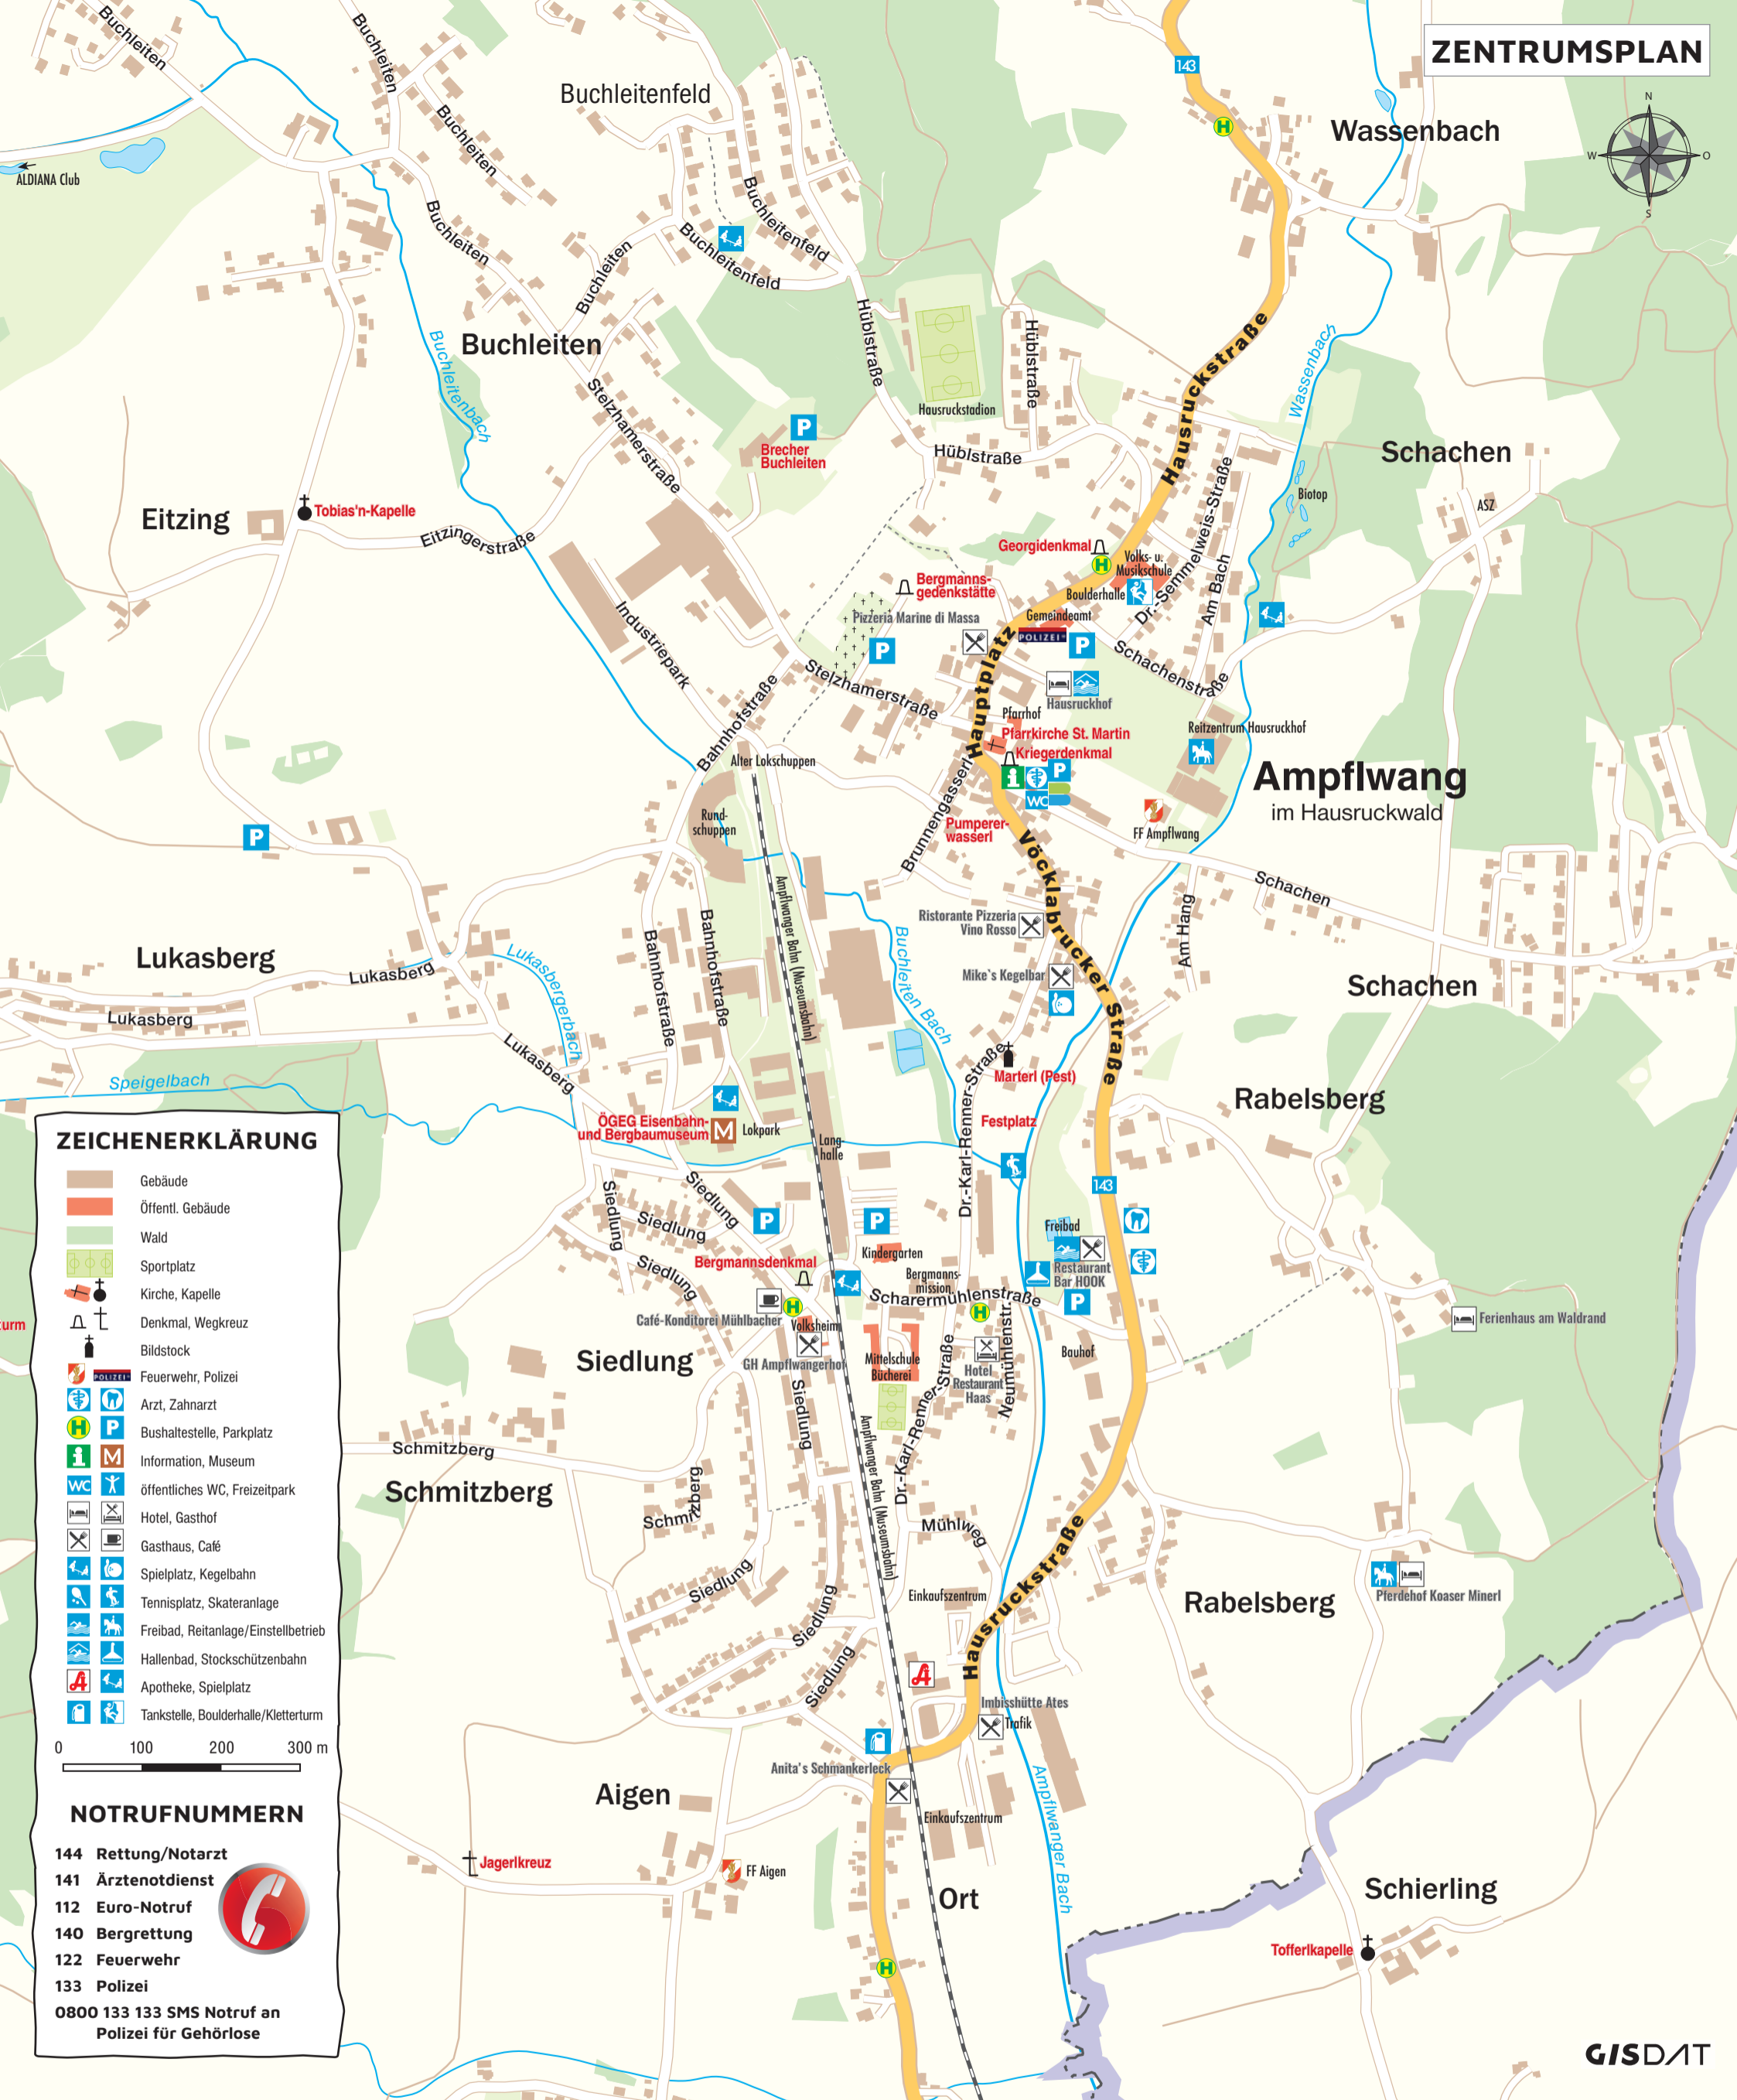 ZENTRUMSPLAN
N
W
O
S
143
H
Wassenbach
Buchleiten
Buchleiten
Buchleiten
Buchleitenfeld
ALDIANA Club
Buchleiten
Buchleiten
Buchleitenfeld
Buchleitenfeld
Buchleiten
Buchleitenbach
Hüblstraße
Hüblstraße
Hausruckstadion
Hausruckstraße
Wassenbach
Stelzhamerstraße
P
Brecher
Buchleiten
Hüblstraße
Schachen
ASZ
Biotop
Eitzing
Tobias'n-Kapelle
Eitzingerstraße
Georgidenkmal
H
Volks- u.
Musikschule
Boulderhalle
Dr.-Semmelweis-Straße
Am Bach
Bergmanns-
gedenkstätte
Pizzeria Marine di Massa
P
Gemeindeamt
POLIZEI
P
Industriepark
Stelzhamerstraße
Hauptplatz
Schachenstraße
Hausruckhof
Pfarrhof
Pfarrkirche St. Martin
Kriegerdenkmal
Reitzentrum Hausruckhof
Bahnhofstraße
Alter Lokschuppen
P
WC
Ampflwang
im Hausruckwald
Rund-
schuppen
Brunnengasserl
Pumperer-
wasserl
FF Ampflwang
P
Vöcklabrucker Straße
Schachen
Am Hang
Ampflwanger Bahn (Museumsbahn)
Ristorante Pizzeria
Vino Rosso
Mike`s Kegelbar
Buchleiten Bach
Bahnhofstraße
Bahnhofstraße
Lukasberg
Lukasberg
Lukasberg
Lukasbergerbach
Lukasberg
Schachen
Speigelbach
Marterl (Pest)
Rabelsberg
Dr.-Karl-Renner-Straße
Festplatz
ÖGEG Eisenbahn-
und Bergbaumuseum
M
Lokpark
Lang-
halle
143
Siedlung
Siedlung
Siedlung
Siedlung
P
P
Freibad
Restaurant
Bar HOOK
P
Kindergarten
Bergmannsdenkmal
Bergmanns-
mission
Scharermühlenstraße
H
Café-Konditorei Mühlbacher
H
Volksheim
GH Ampflwangerhof
Mittelschule
Bücherei
Hotel
Restaurant
Haas
Neumühlenstr.
Bauhof
Ferienhaus am Waldrand
urm
Siedlung
Siedlung
Dr.-Karl-Renner-Straße
Ampflwanger Bahn (Museumsbahn)
Schmitzberg
Schmitzberg
Schmitzberg
Schmitzberg
Mühlweg
Siedlung
Siedlung
Siedlung
Einkaufszentrum
Hausruckstraße
Rabelsberg
Pferdehof Koaser Minerl
Imbisshütte Ates
Trafik
Anita's Schmankerleck
Einkaufszentrum
Ampflwanger Bach
Aigen
Jagerlkreuz
FF Aigen
Ort
H
Schierling
Tofferlkapelle
GISDAT
ZEICHENERKLÄRUNG
Gebäude
Öffentl. Gebäude
Wald
Sportplatz
Kirche, Kapelle
Denkmal, Wegkreuz
Bildstock
POLIZEI Feuerwehr, Polizei
Arzt, Zahnarzt
H P Bushaltestelle, Parkplatz
M Information, Museum
WC öffentliches WC, Freizeitpark
Hotel, Gasthof
Gasthaus, Café
Spielplatz, Kegelbahn
Tennisplatz, Skateranlage
Freibad, Reitanlage/Einstellbetrieb
Hallenbad, Stockschützenbahn
Apotheke, Spielplatz
Tankstelle, Boulderhalle/Kletterturm
0 100 200 300 m
NOTRUFNUMMERN
144 Rettung/Notarzt
141 Ärztenotdienst
112 Euro-Notruf
140 Bergrettung
122 Feuerwehr
133 Polizei
0800 133 133 SMS Notruf an
Polizei für Gehörlose
Buchleiten